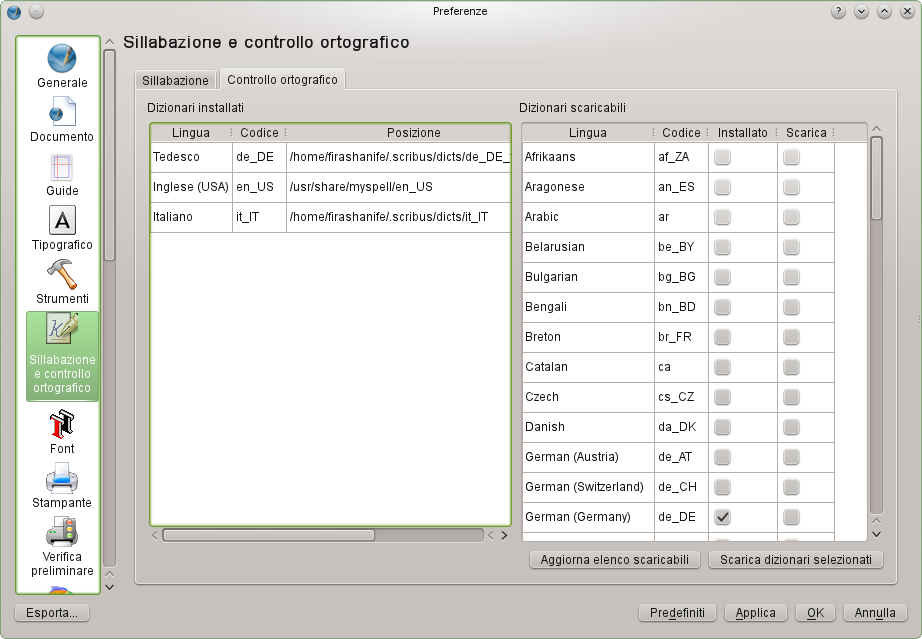 Preferenze
Generale
Documento
Guide
Tipografico
Strumenti
Sillabazione
e controllo
ortografico
Font
Stampante
Verifica
preliminare
Sillabazione e controllo ortografico
Sillabazione Controllo ortografico
Dizionari installati
Lingua Codice Posizione
Tedesco de_DE /home/firashanife/.scribus/dicts/de_DE_
Inglese (USA) en_US /usr/share/myspell/en_US
Italiano it_IT /home/firashanife/.scribus/dicts/it_IT
Dizionari scaricabili
Lingua Codice Installato Scarica
Afrikaans af_ZA
Aragonese an_ES
Arabic ar
Belarusian be_BY
Bulgarian bg_BG
Bengali bn_BD
Breton br_FR
Catalan ca
Czech cs_CZ
Danish da_DK
German (Austria) de_AT
German (Switzerland) de_CH
German (Germany) de_DE
Aggiorna elenco scaricabili Scarica dizionari selezionati
Esporta... Predefiniti Applica OK Annulla